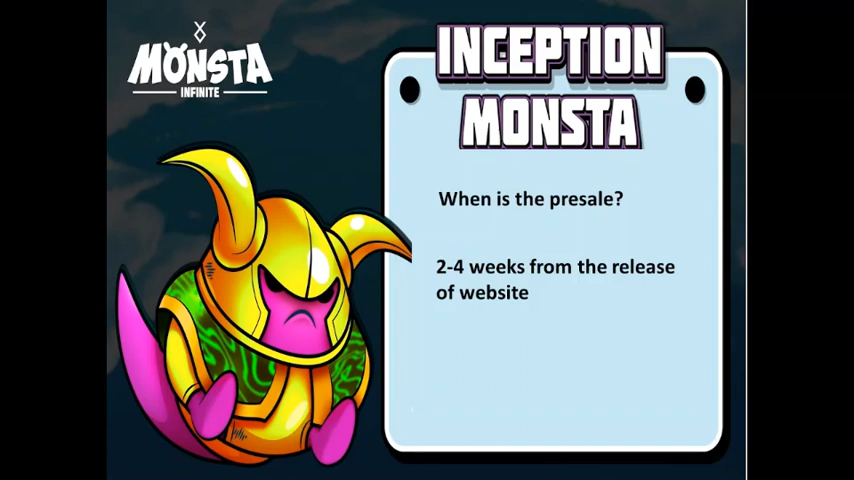 MONSTA
INFINITE
INCEPTION
MONSTA
When is the presale?
2-4 weeks from the release
of website